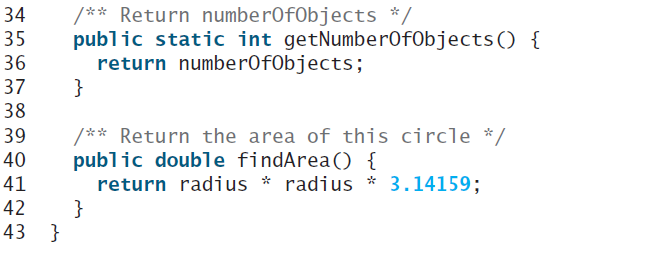 34 /** Return numberOfObjects */
35 public static int getNumberOfObjects() {
36 return numberOfObjects;
37 }
38
39 /** Return the area of this circle */
40 public double findArea() {
41 return radius * radius * 3.14159;
42 }
43 }